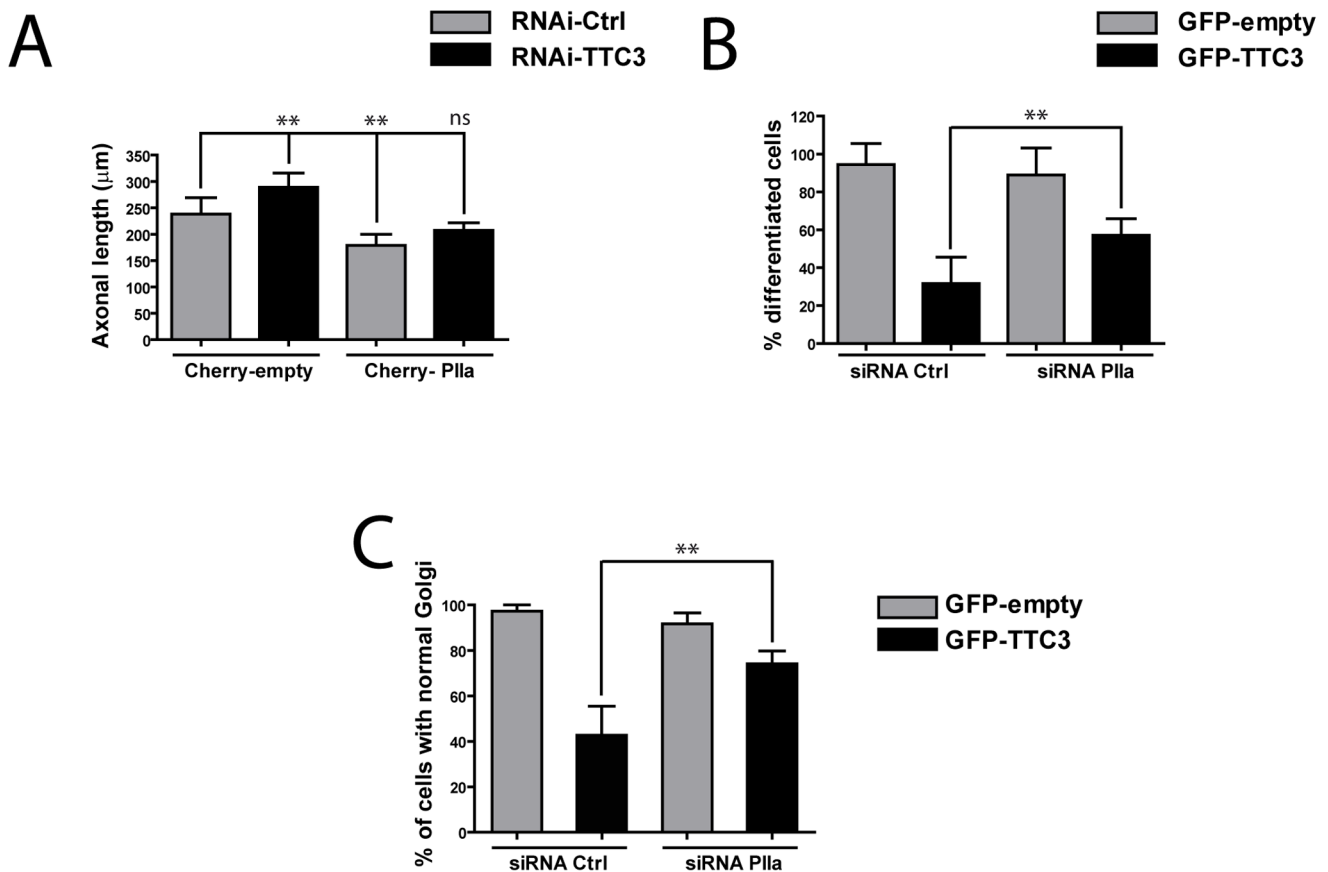 A
RNAi-Ctrl
RNAi-TTC3
** ** ns
Axonal length (μm)
350
300
250
200
150
100
50
0
Cherry-empty Cherry- PIIa
B
GFP-empty
GFP-TTC3
**
% differentiated cells
120
100
80
60
40
20
0
siRNA Ctrl siRNA PIIa
C
**
GFP-empty
GFP-TTC3
% of cells with normal Golgi
100
80
60
40
20
0
siRNA Ctrl siRNA PIIa